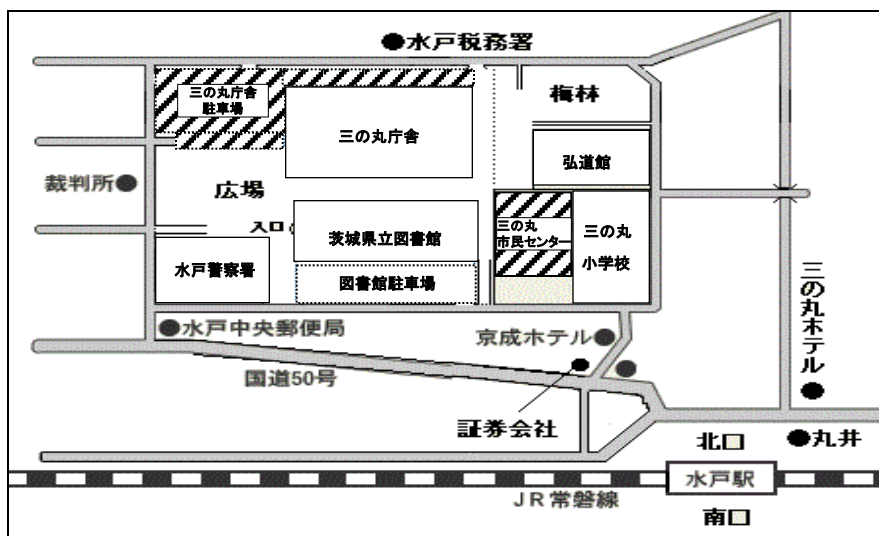 ●水戸税務署
三の丸庁舎
駐車場
梅林
三の丸庁舎
弘道館
裁判所●
広場
入口
茨城県立図書館
三の丸
市民センター
三の丸
小学校
水戸警察署
図書館駐車場
三の丸ホテル●
●水戸中央郵便局
京成ホテル●
国道50号
証券会社
北口
●丸井
水戸駅
JR常磐線
南口